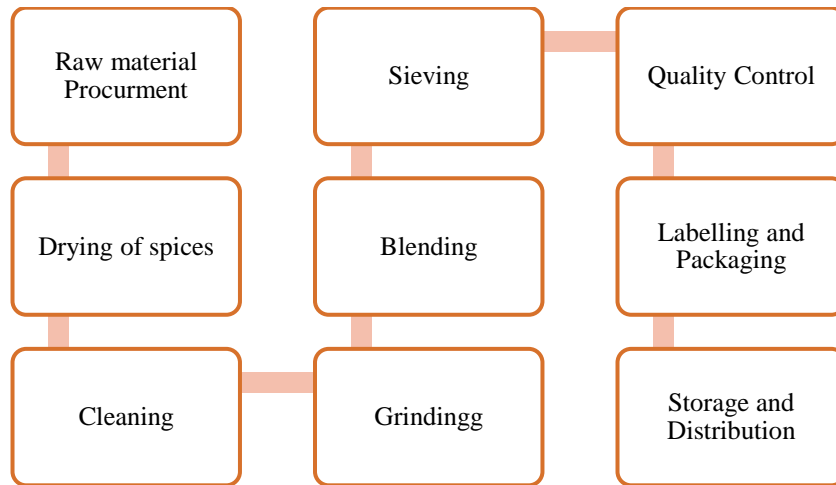 Raw material
Procurment
Drying of spices
Cleaning
Grindingg
Blending
Sieving
Quality Control
Labelling and
Packaging
Storage and
Distribution